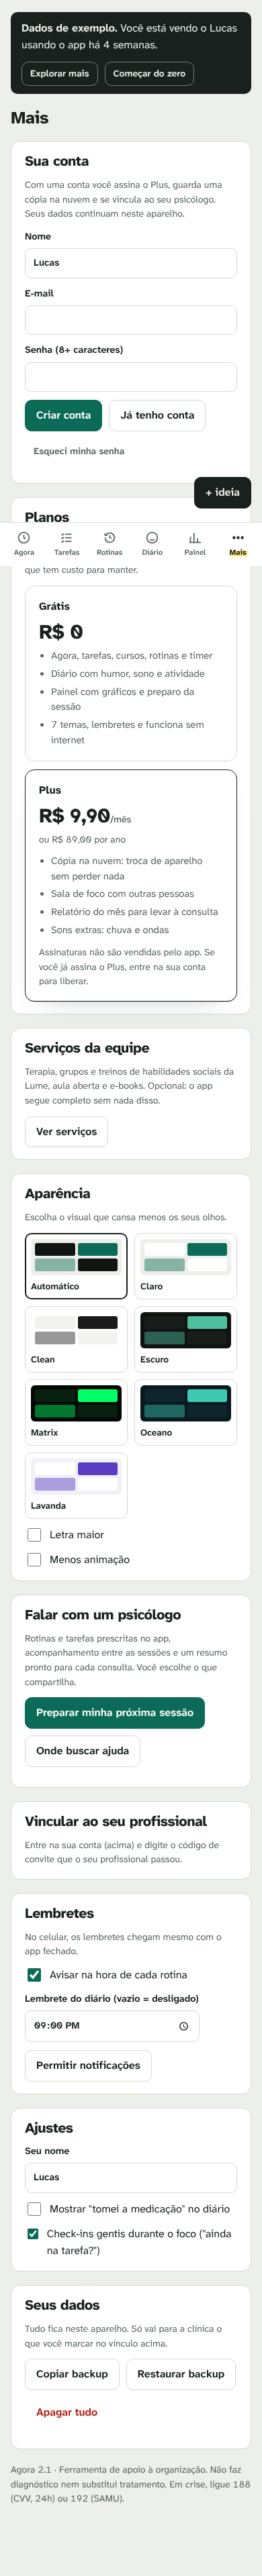 Dados de exemplo. Você está vendo o Lucas
usando o app há 4 semanas.
Explorar mais
Começar do zero
Mais
Sua conta
Com uma conta você assina o Plus, guarda uma
cópia na nuvem e se vincula ao seu psicólogo.
Seus dados continuam neste aparelho.
Nome
Lucas
E-mail
Senha (8+ caracteres)
Criar conta
Já tenho conta
Esqueci minha senha
+ ideia
Planos
Agora
Tarefas
Rotinas
Diário
Painel
Mais
que tem custo para manter.
Grátis
R$ 0
• Agora, tarefas, cursos, rotinas e timer
• Diário com humor, sono e atividade
• Painel com gráficos e preparo da
sessão
• 7 temas, lembretes e funciona sem
internet
Plus
R$ 9,90/mês
ou R$ 89,00 por ano
• Cópia na nuvem: troca de aparelho
sem perder nada
• Sala de foco com outras pessoas
• Relatório do mês para levar à consulta
• Sons extras: chuva e ondas
Assinaturas não são vendidas pelo app. Se
você já assina o Plus, entre na sua conta
para liberar.
Serviços da equipe
Terapia, grupos e treinos de habilidades sociais da
Lume, aula aberta e e-books. Opcional: o app
segue completo sem nada disso.
Ver serviços
Aparência
Escolha o visual que cansa menos os seus olhos.
Automático
Claro
Clean
Escuro
Matrix
Oceano
Lavanda
Letra maior
Menos animação
Falar com um psicólogo
Rotinas e tarefas prescritas no app,
acompanhamento entre as sessões e um resumo
pronto para cada consulta. Você escolhe o que
compartilha.
Preparar minha próxima sessão
Onde buscar ajuda
Vincular ao seu profissional
Entre na sua conta (acima) e digite o código de
convite que o seu profissional passou.
Lembretes
No celular, os lembretes chegam mesmo com o
app fechado.
Avisar na hora de cada rotina
Lembrete do diário (vazio = desligado)
09:00 PM
Permitir notificações
Ajustes
Seu nome
Lucas
Mostrar "tomei a medicação" no diário
Check-ins gentis durante o foco ("ainda
na tarefa?")
Seus dados
Tudo fica neste aparelho. Só vai para a clínica o
que você marcar no vínculo acima.
Copiar backup
Restaurar backup
Apagar tudo
Agora 2.1 · Ferramenta de apoio à organização. Não faz
diagnóstico nem substitui tratamento. Em crise, ligue 188
(CVV, 24h) ou 192 (SAMU).